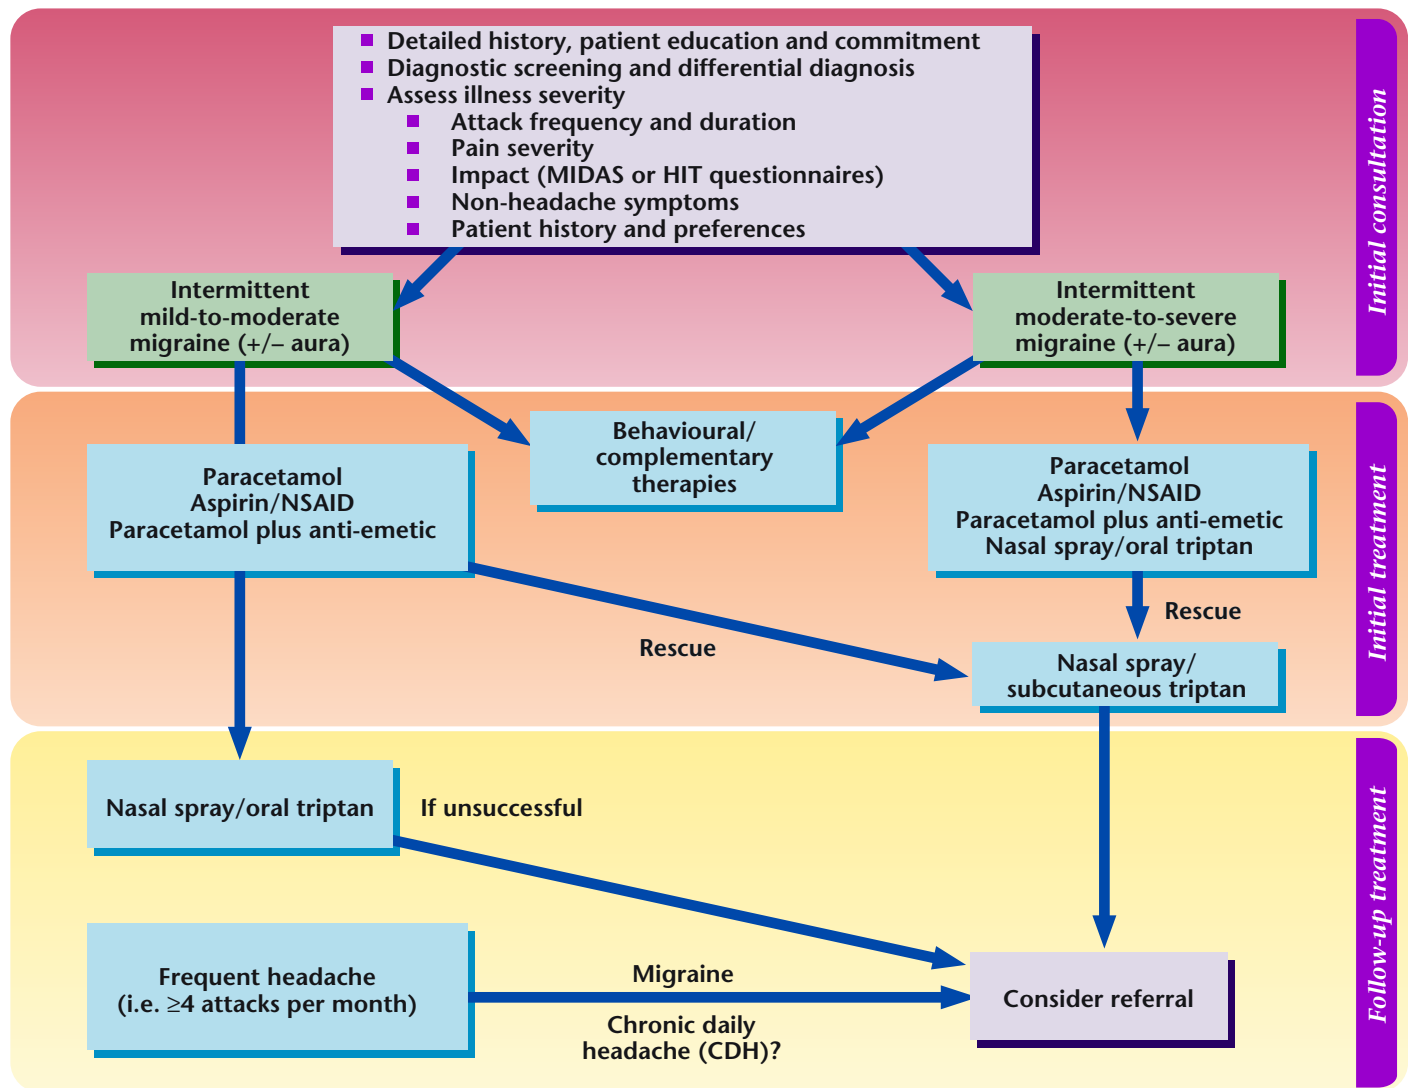 Detailed history, patient education and commitment
Diagnostic screening and differential diagnosis
Assess illness severity
Attack frequency and duration
Pain severity
Impact (MIDAS or HIT questionnaires)
Non-headache symptoms
Patient history and preferences
Initial consultation
Intermittent
mild-to-moderate
migraine (+/– aura)
Intermittent
moderate-to-severe
migraine (+/– aura)
Behavioural/
complementary
therapies
Paracetamol
Aspirin/NSAID
Paracetamol plus anti-emetic
Paracetamol
Aspirin/NSAID
Paracetamol plus anti-emetic
Nasal spray/oral triptan
Initial treatment
Rescue
Rescue
Nasal spray/
subcutaneous triptan
Nasal spray/oral triptan
If unsuccessful
Follow-up treatment
Frequent headache
(i.e. ≥4 attacks per month)
Migraine
Chronic daily
headache (CDH)?
Consider referral